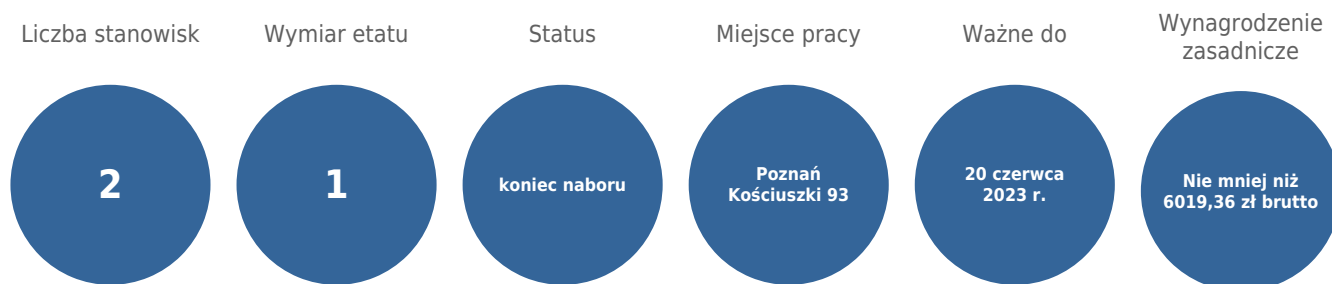 Liczba stanowisk
2
Wymiar etatu
1
Status
koniec naboru
Miejsce pracy
Poznań
Kościuszki 93
Ważne do
20 czerwca
2023 r.
Wynagrodzenie
zasadnicze
Nie mniej niż
6019,36 zł brutto